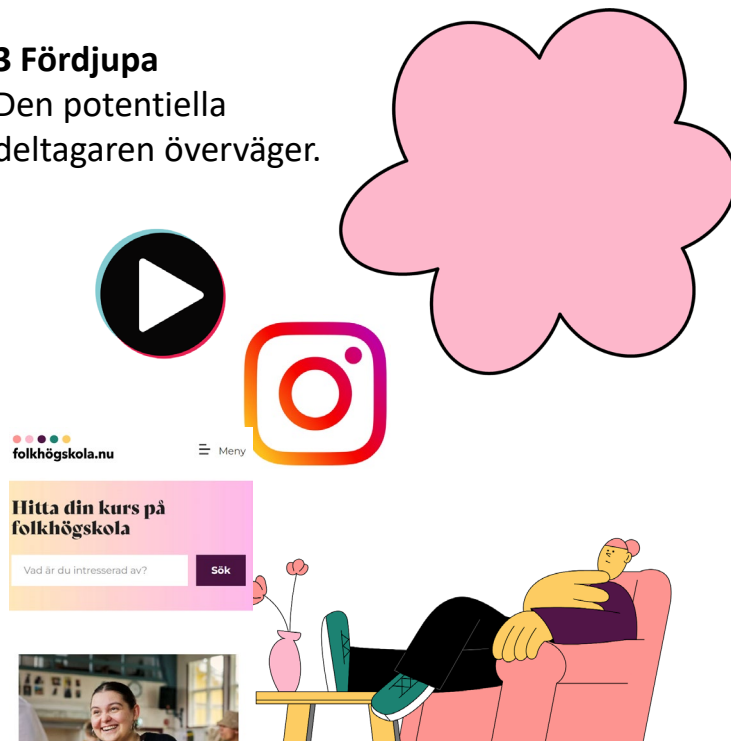 3 Fördjupa
Den potentiella
deltagaren överväger.
folkhögskola.nu
Meny
Hitta din kurs på
folkhögskola
Vad är du intresserad av?
Sök